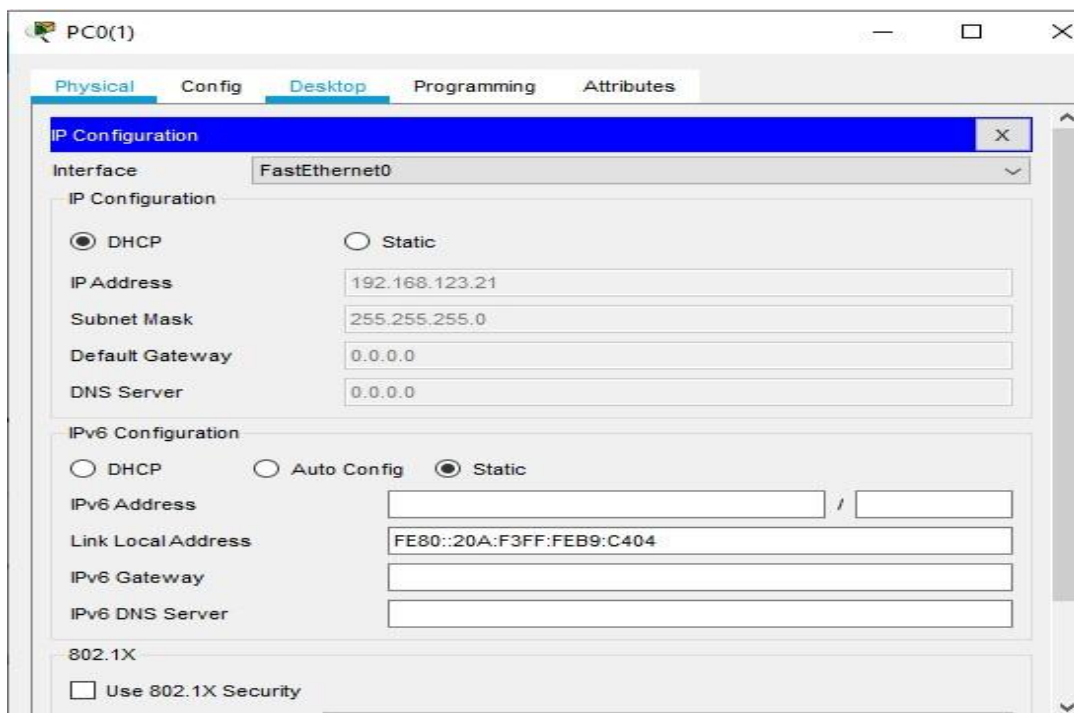 PC0(1)
Physical Config Desktop Programming Attributes
IP Configuration X
Interface FastEthernet0
IP Configuration
DHCP Static
IP Address 192.168.123.21
Subnet Mask 255.255.255.0
Default Gateway 0.0.0.0
DNS Server 0.0.0.0
IPv6 Configuration
DHCP Auto Config Static
IPv6 Address /
Link Local Address FE80::20A:F3FF:FEB9:C404
IPv6 Gateway
IPv6 DNS Server
802.1X
Use 802.1X Security